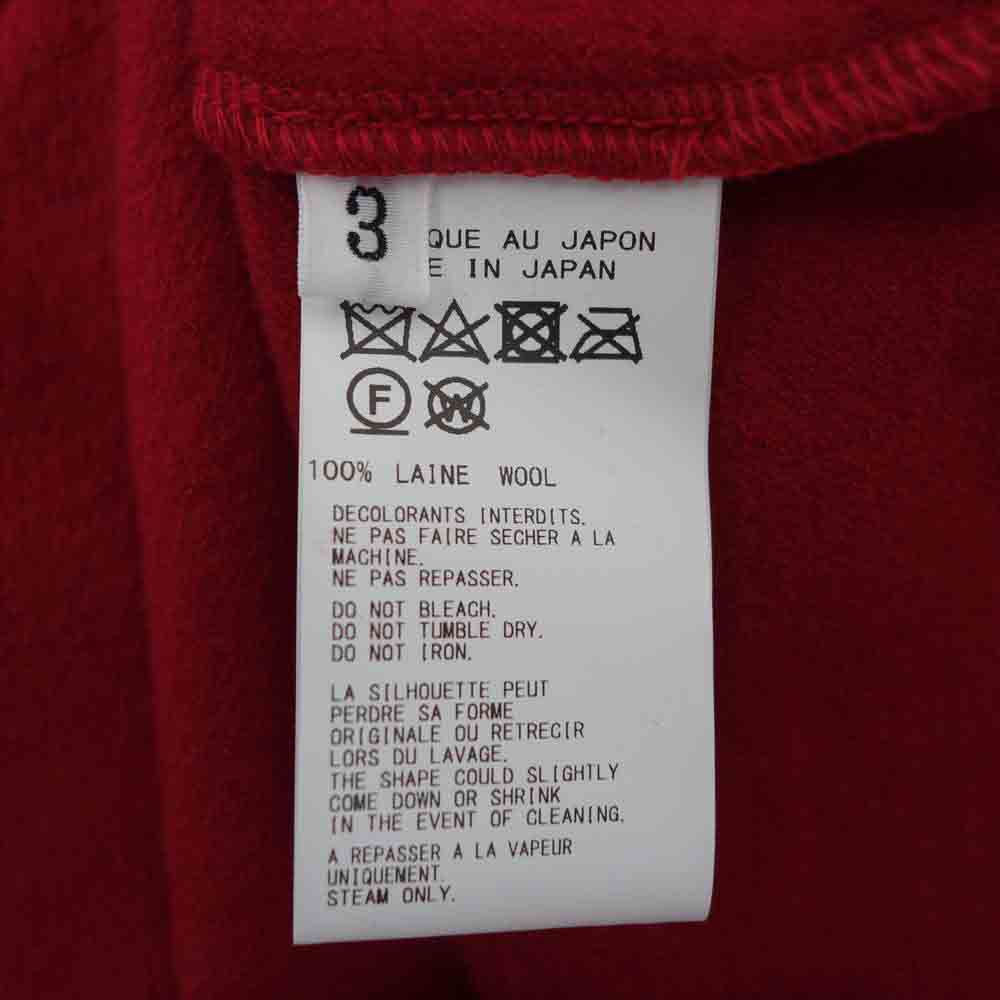 3
QUE AU JAPON
E IN JAPAN
F W
100% LAINE WOOL
DECOLORANTS INTERDITS.
NE PAS FAIRE SECHER A LA
MACHINE.
NE PAS REPASSER.
DO NOT BLEACH.
DO NOT TUMBLE DRY.
DO NOT IRON.
LA SILHOUETTE PEUT
PERDRE SA FORME
ORIGINALE OU RETRECIR
LORS DU LAVAGE.
THE SHAPE COULD SLIGHTLY
COME DOWN OR SHRINK
IN THE EVENT OF CLEANING.
A REPASSER A LA VAPEUR
UNIQUEMENT.
STEAM ONLY.